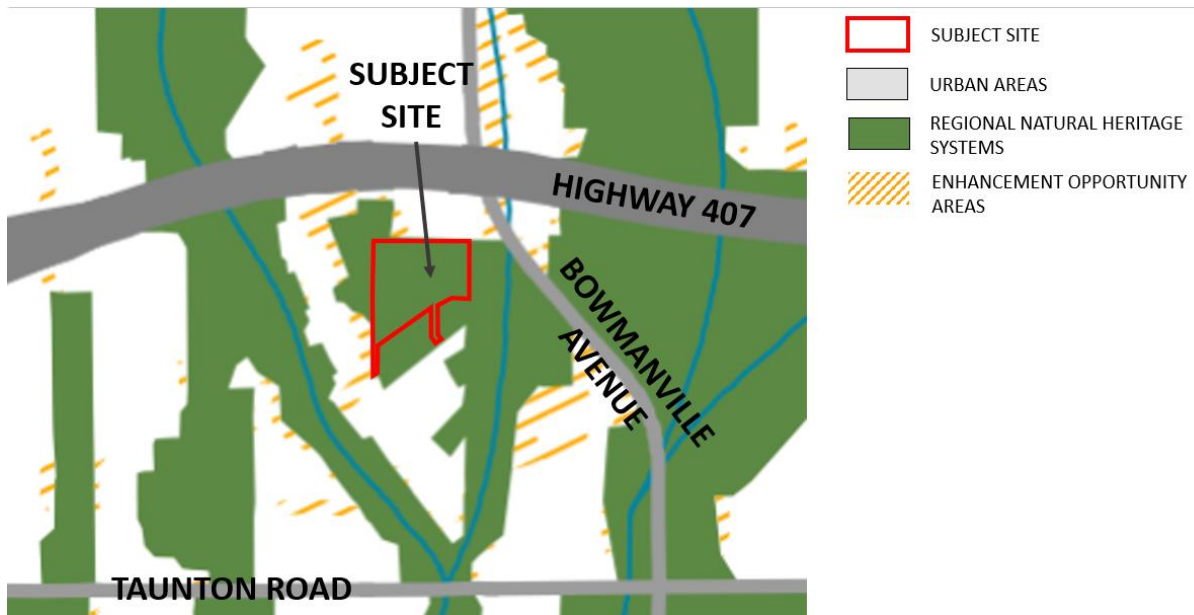 SUBJECT
SITE
HIGHWAY 407
BOWMANVILLE
AVENUE
TAUNTON ROAD
SUBJECT SITE
URBAN AREAS
REGIONAL NATURAL HERITAGE
SYSTEMS
ENHANCEMENT OPPORTUNITY
AREAS